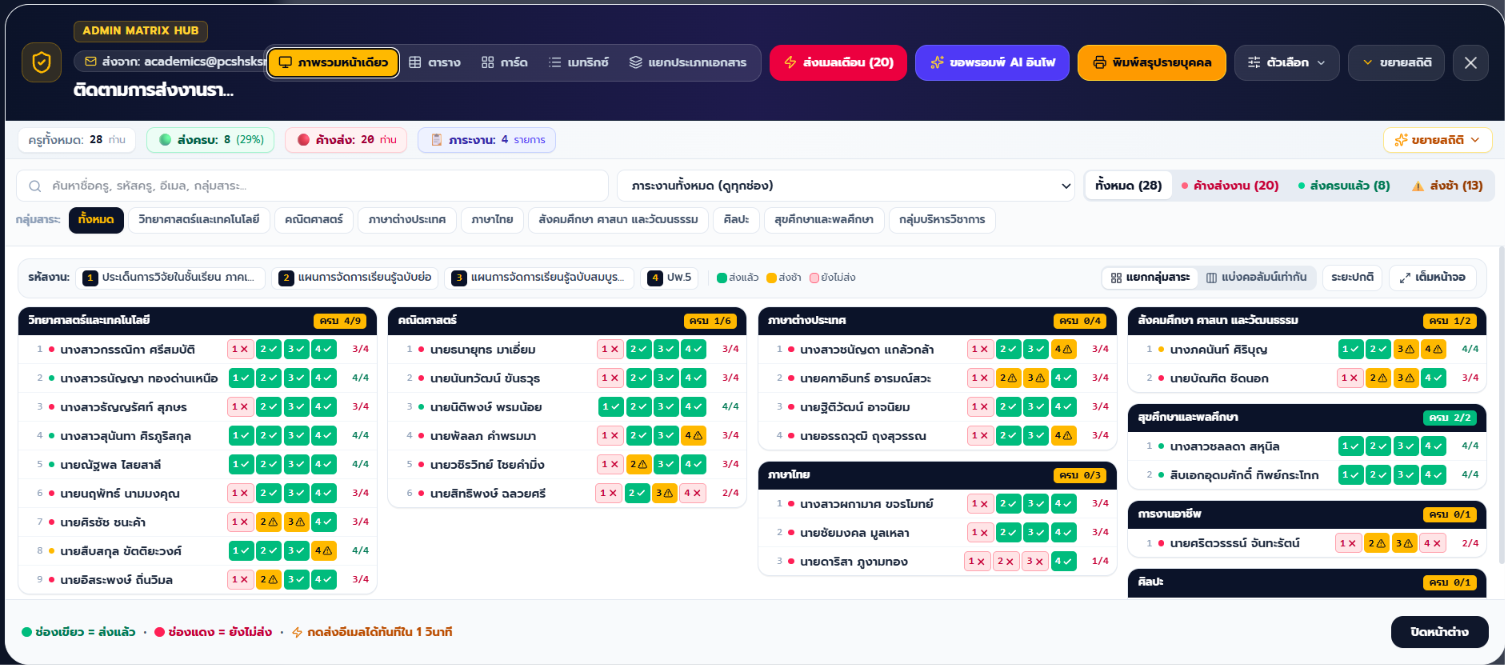 ADMIN MATRIX HUB
ส่งจาก: academics@pcshsksr
ติดตามการส่งงานรา...
ภาพรวมหน้าเดียว
ตาราง
การ์ด
เมทริกซ์
แยกประเภทเอกสาร
ส่งเมลเตือน (20)
ขอพรอมพ์ AI อินโฟ
พิมพ์สรุปรายบุคคล
ตัวเลือก
ขยายสถิติ
ครูทั้งหมด: 28 ท่าน
ส่งครบ: 8 (29%)
ค้างส่ง: 20 ท่าน
ภาระงาน: 4 รายการ
ขยายสถิติ
ค้นหาชื่อครู, รหัสครู, อีเมล, กลุ่มสาระ...
ภาระงานทั้งหมด (ดูทุกช่อง)
ทั้งหมด (28)
ค้างส่งงาน (20)
ส่งครบแล้ว (8)
ส่งช้า (13)
กลุ่มสาระ:
ทั้งหมด
วิทยาศาสตร์และเทคโนโลยี
คณิตศาสตร์
ภาษาต่างประเทศ
ภาษาไทย
สังคมศึกษา ศาสนา และวัฒนธรรม
ศิลปะ
สุขศึกษาและพลศึกษา
กลุ่มบริหารวิชาการ
รหัสงาน:
1 ประเด็นการวิจัยในชั้นเรียน ภาคเ...
2 แผนการจัดการเรียนรู้ฉบับย่อ
3 แผนการจัดการเรียนรู้ฉบับสมบูร...
4 ปพ.5
ส่งแล้ว
ส่งช้า
ยังไม่ส่ง
แยกกลุ่มสาระ
แบ่งคอลัมน์เท่ากัน
ระยะปกติ
เต็มหน้าจอ
วิทยาศาสตร์และเทคโนโลยี ครบ 4/9
1 นางสาวกรรณิกา ศรีสมบัติ 1✕ 2✓ 3✓ 4✓ 3/4
2 นางสาวธนัญญา ทองด่านเหนือ 1✓ 2✓ 3✓ 4✓ 4/4
3 นางสาวรัญญรัศก์ สุภษร 1✕ 2✓ 3✓ 4✓ 3/4
4 นางสาวสุนันทา ศิรภูริสกุล 1✓ 2✓ 3✓ 4✓ 4/4
5 นายณัฐพล ไสยสาลี 1✓ 2✓ 3✓ 4✓ 4/4
6 นายนฤพัทธ์ นามมงคุณ 1✕ 2✓ 3✓ 4✓ 3/4
7 นายศิรชัช ชนะค้า 1✕ 2⚠ 3⚠ 4✓ 3/4
8 นายสืบสกุล ขัตติยะวงศ์ 1✓ 2✓ 3✓ 4⚠ 4/4
9 นายอิสระพงษ์ ถิ่นวิมล 1✕ 2⚠ 3✓ 4✓ 3/4
คณิตศาสตร์ ครบ 1/6
1 นายธนายุทธ มาเอี่ยม 1✕ 2✓ 3✓ 4✓ 3/4
2 นายนันทวัฒน์ ขันธวุธ 1✕ 2✓ 3✓ 4✓ 3/4
3 นายนิติพงษ์ พรมน้อย 1✓ 2✓ 3✓ 4✓ 4/4
4 นายพัลลภ คำพรมมา 1✕ 2✓ 3✓ 4⚠ 3/4
5 นายวชิรวิทย์ ไชยคำมิ่ง 1✕ 2⚠ 3✓ 4✓ 3/4
6 นายสิทธิพงษ์ ฉลวยศรี 1✕ 2✓ 3⚠ 4✕ 2/4
ภาษาต่างประเทศ ครบ 0/4
1 นางสาวชนัญดา แกล้วกล้า 1✕ 2✓ 3✓ 4⚠ 3/4
2 นายคฑาอินทร์ อารมณ์สวะ 1✕ 2⚠ 3⚠ 4✓ 3/4
3 นายฐิติวัฒน์ อาจนิยม 1✕ 2✓ 3✓ 4✓ 3/4
4 นายอรรถวุฒิ ถุงสุวรรณ 1✕ 2✓ 3✓ 4⚠ 3/4
ภาษาไทย ครบ 0/3
1 นางสาวผกามาศ ขจรโมทย์ 1✕ 2✓ 3✓ 4✓ 3/4
2 นายชัยมงคล มูลเหลา 1✕ 2✓ 3✓ 4✓ 3/4
3 นายดาริสา ภูงามทอง 1✕ 2✕ 3✕ 4✓ 1/4
สังคมศึกษา ศาสนา และวัฒนธรรม ครบ 1/2
1 นางภคนันท์ ศิริบุญ 1✓ 2✓ 3⚠ 4⚠ 4/4
2 นายบัณฑิต ชิดนอก 1✕ 2⚠ 3⚠ 4✓ 3/4
สุขศึกษาและพลศึกษา ครบ 2/2
1 นางสาวชลลดา สหุนิล 1✓ 2✓ 3✓ 4✓ 4/4
2 สิบเอกอุดมศักดิ์ ทิพย์กระโทก 1✓ 2✓ 3✓ 4✓ 4/4
การงานอาชีพ ครบ 0/1
1 นายศริตวรรธน์ จันทะรัตน์ 1✕ 2⚠ 3⚠ 4✕ 2/4
ศิลปะ ครบ 0/1
ช่องเขียว = ส่งแล้ว · ช่องแดง = ยังไม่ส่ง · กดส่งอีเมลได้ทันทีใน 1 วินาที
ปิดหน้าต่าง